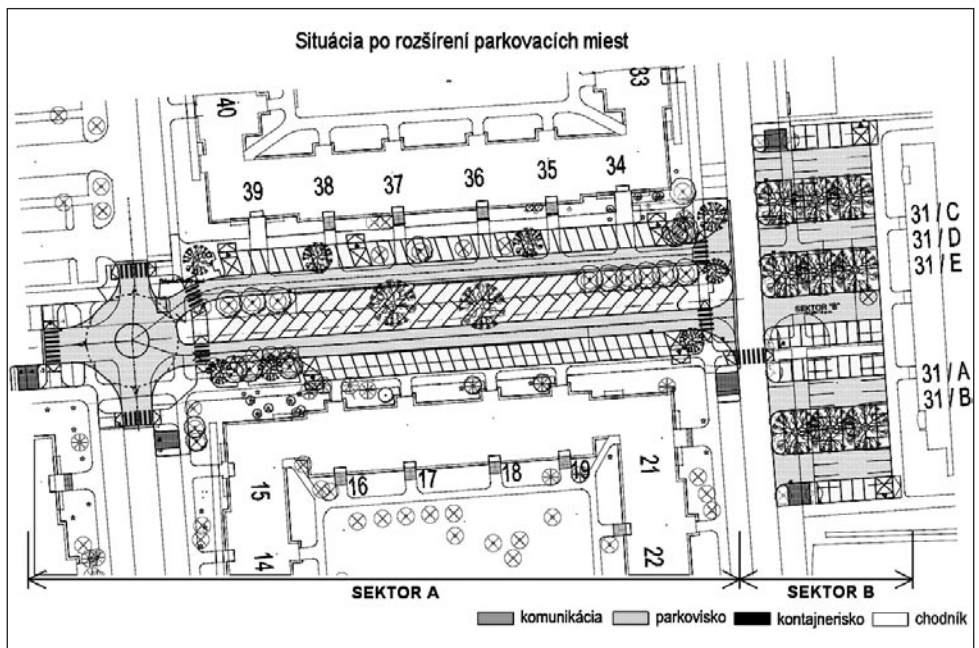 Situácia po rozšírení parkovacích miest
40
33
39
38
37
36
35
34
31 / C
31 / D
31 / E
SEKTOR "B"
31 / A
31 / B
15
16
17
18
19
21
14
22
SEKTOR A
SEKTOR B
komunikácia
parkovisko
kontajnerisko
chodník